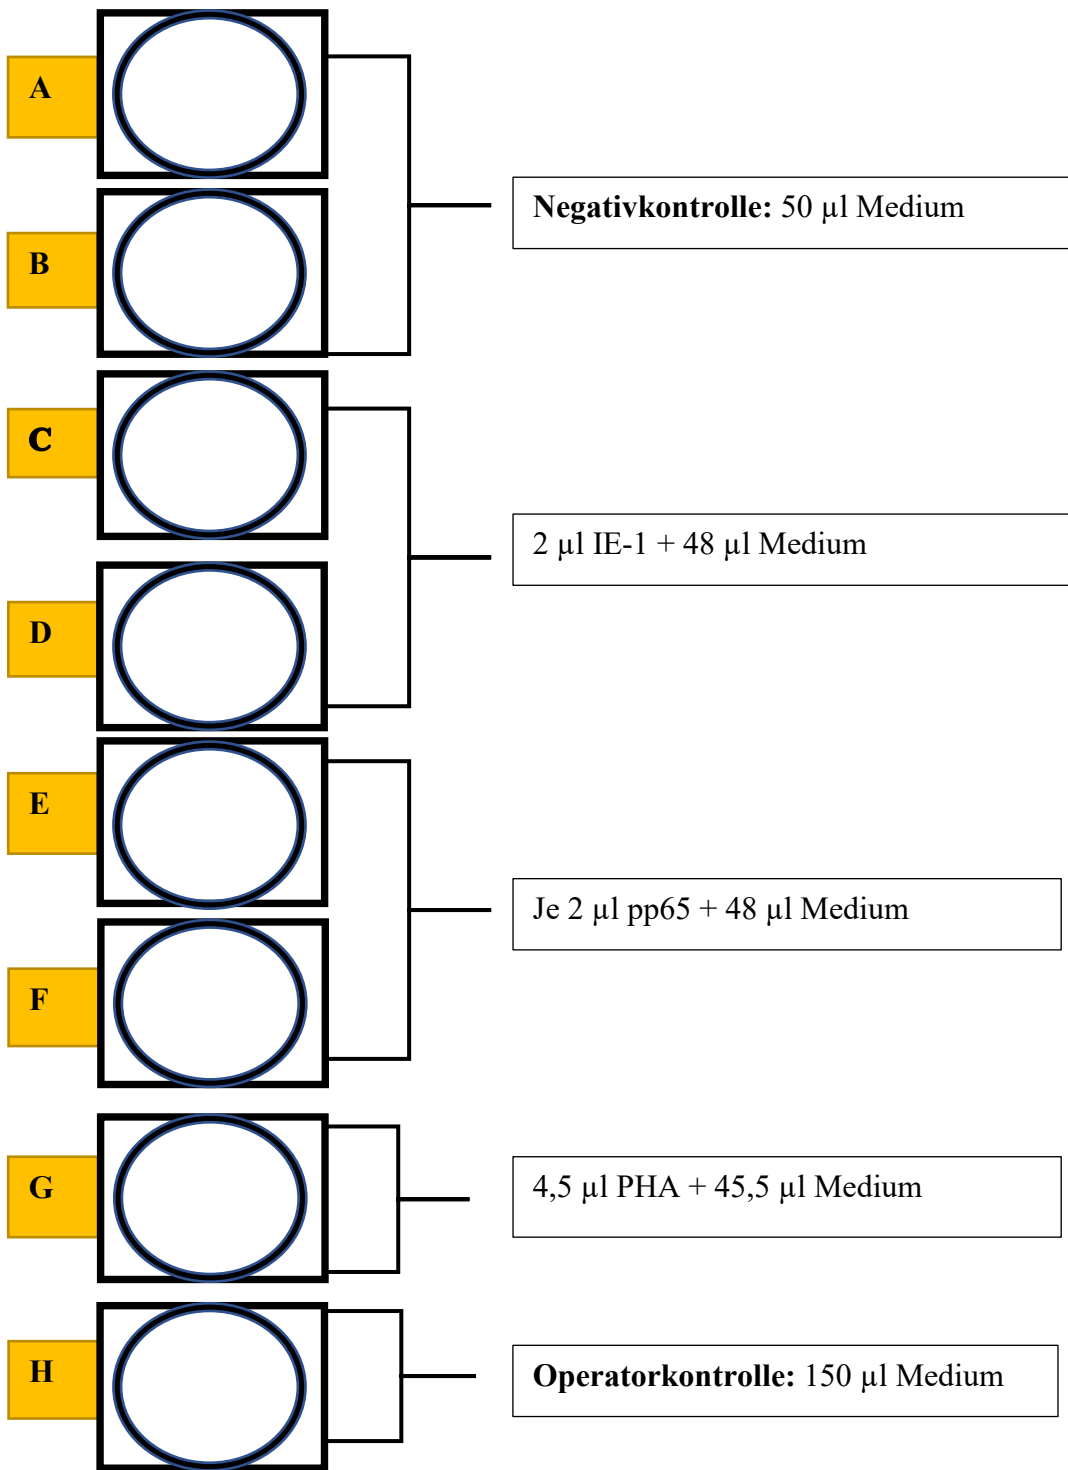 A
Negativkontrolle: 50 µl Medium
B
C
2 µl IE-1 + 48 µl Medium
D
E
Je 2 µl pp65 + 48 µl Medium
F
G
4,5 µl PHA + 45,5 µl Medium
H
Operatorkontrolle: 150 µl Medium